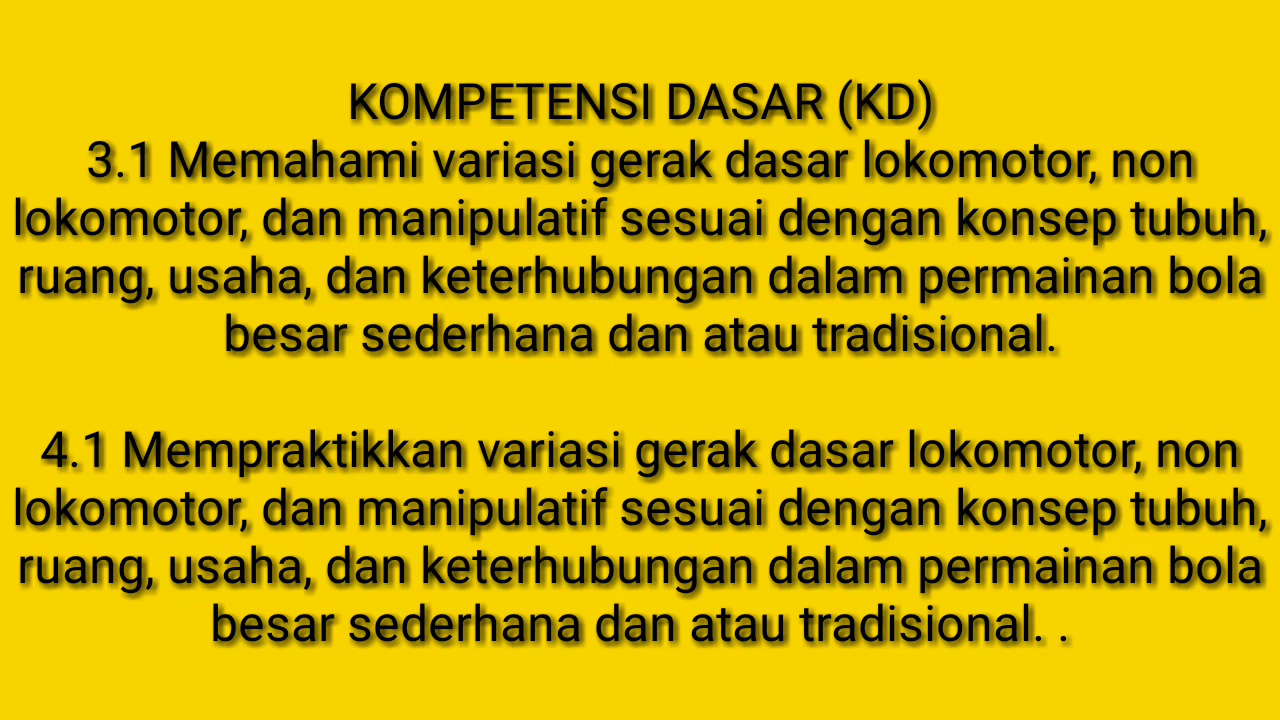 KOMPETENSI DASAR (KD)
3.1 Memahami variasi gerak dasar lokomotor, non
lokomotor, dan manipulatif sesuai dengan konsep tubuh,
ruang, usaha, dan keterhubungan dalam permainan bola
besar sederhana dan atau tradisional.
4.1 Mempraktikkan variasi gerak dasar lokomotor, non
lokomotor, dan manipulatif sesuai dengan konsep tubuh,
ruang, usaha, dan keterhubungan dalam permainan bola
besar sederhana dan atau tradisional. .